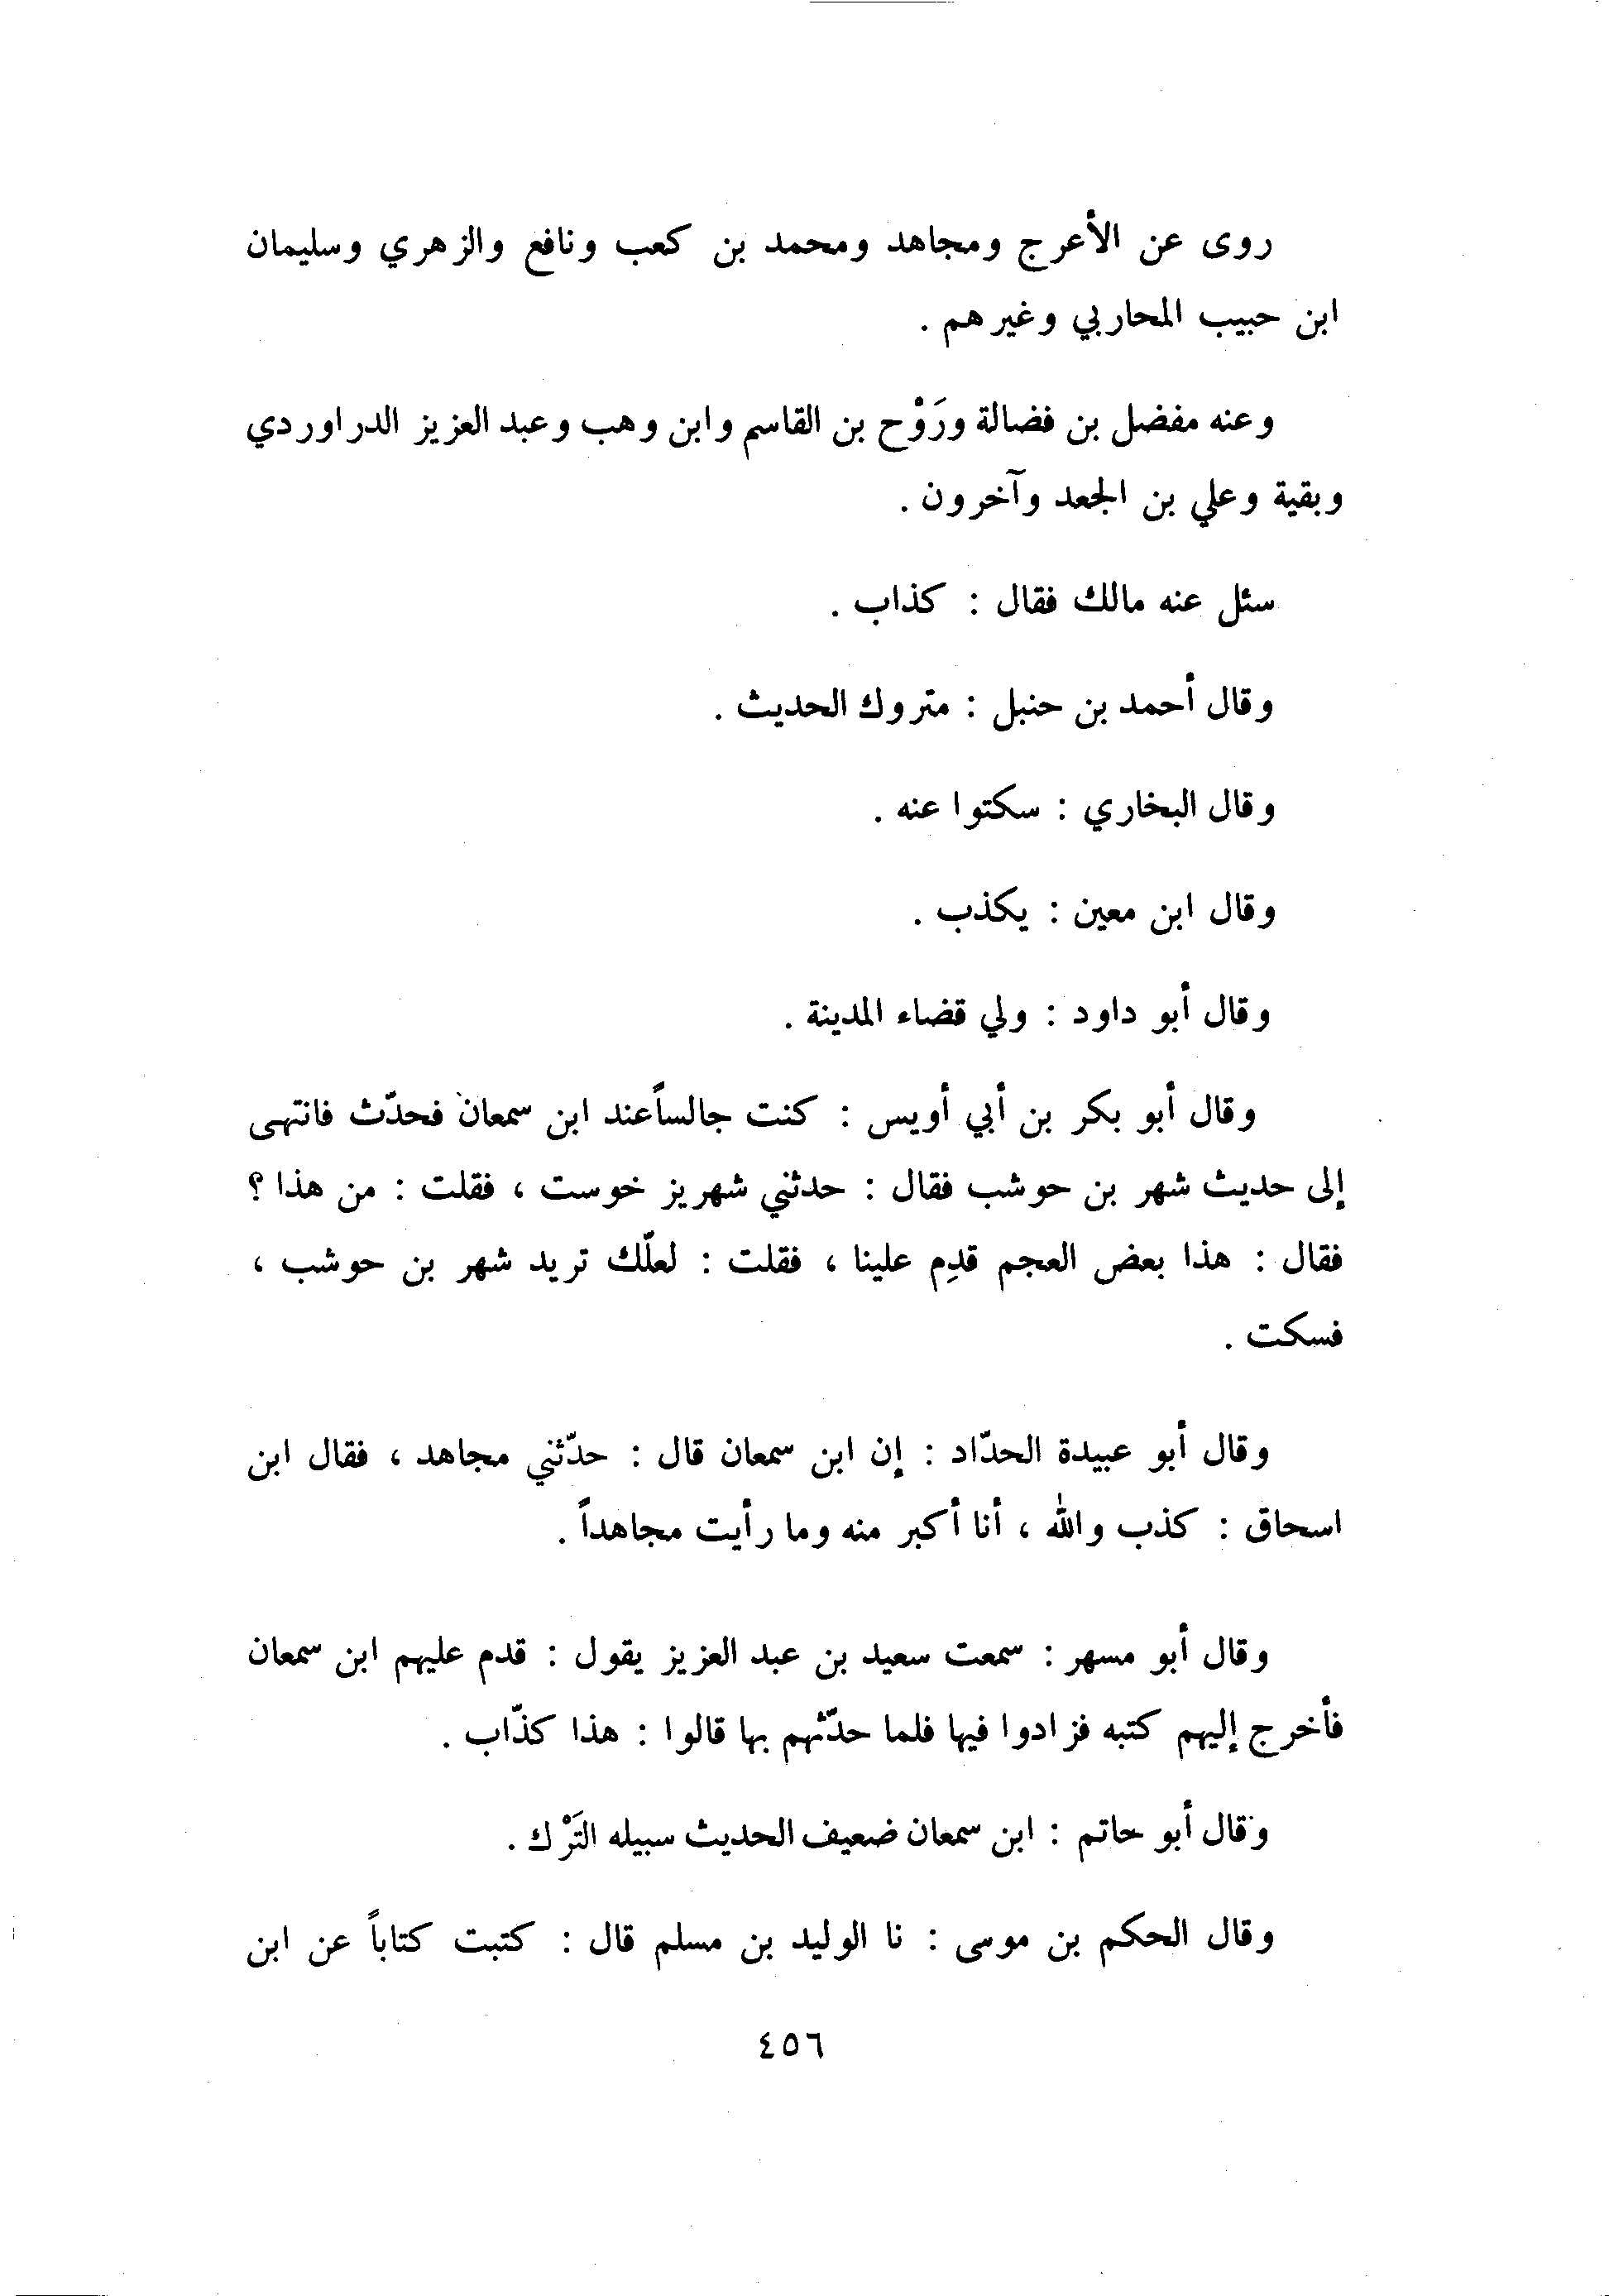 روى عن الأعرج ومجاهد ومحمد بن كعب ونافع والزهري وسليمان
ابن حبيب المحاربي وغيرهم .
وعنه مفضل بن فضالة ورَوْح بن القاسم وابن وهب وعبد العزيز الدراوردي
وبقية وعلي بن الجعد وآخرون .
سئل عنه مالك فقال : كذاب .
وقال أحمد بن حنبل : متروك الحديث .
وقال البخاري : سكتوا عنه .
وقال ابن معين : يكذب .
وقال أبو داود : ولي قضاء المدينة .
وقال أبو بكر بن أبي أويس : كنت جالساً عند ابن سمعان فحدّث فانتهى
إلى حديث شهر بن حوشب فقال : حدثني شهريز خوست ، فقلت : من هذا ؟
فقال : هذا بعض العجم قدِم علينا ، فقلت : لعلّك تريد شهر بن حوشب ،
فسكت .
وقال أبو عبيدة الحدّاد : إن ابن سمعان قال : حدّثني مجاهد ، فقال ابن
اسحاق : كذب والله ، أنا أكبر منه وما رأيت مجاهداً .
وقال أبو مسهر : سمعت سعيد بن عبد العزيز يقول : قدم عليهم ابن سمعان
فأخرج إليهم كتبه فزادوا فيها فلما حدّثهم بها قالوا : هذا كذّاب .
وقال أبو حاتم : ابن سمعان ضعيف الحديث سبيله التَرْك .
وقال الحكم بن موسى : نا الوليد بن مسلم قال : كتبت كتاباً عن ابن
٤٥٦